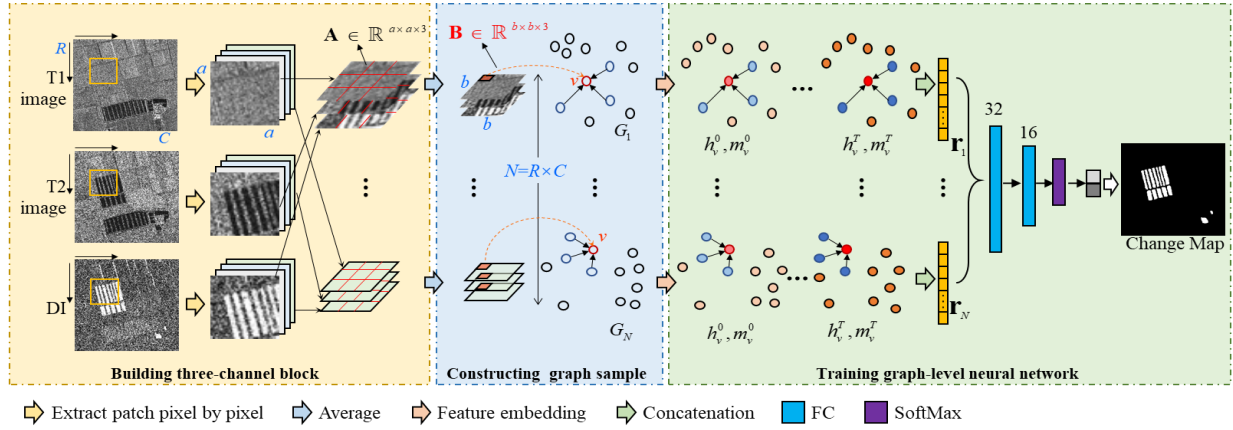 R
T1
image
C
a
a
A ∈ ℝ a×a×3
B ∈ ℝ b×b×3
b
b
v
G₁
h_v^0, m_v^0
...
h_v^T, m_v^T
r₁
32
16
T2
image
N=R×C
Change Map
DI
v
G_N
h_v^0, m_v^0
...
h_v^T, m_v^T
r_N
Building three-channel block
Constructing graph sample
Training graph-level neural network
Extract patch pixel by pixel
Average
Feature embedding
Concatenation
FC
SoftMax